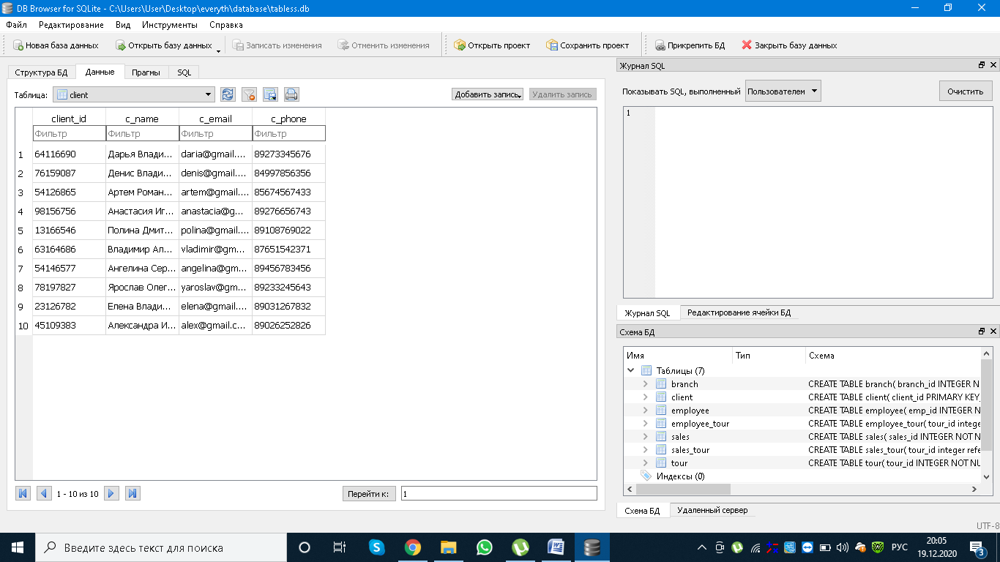 DB Browser for SQLite - C:\Users\User\Desktop\everyth\database\tabless.db
Файл Редактирование Вид Инструменты Справка
Новая база данных Открыть базу данных Записать изменения Отменить изменения Открыть проект Сохранить проект Прикрепить БД Закрыть базу данных
Структура БД Данные Прагмы SQL
Таблица: client Добавить запись Удалить запись
client_id c_name c_email c_phone
Фильтр Фильтр Фильтр Фильтр
1 64116690 Дарья Влади... daria@gmail.... 89273345676
2 76159087 Денис Влади... denis@gmail.... 84997856356
3 54126865 Артем Роман... artem@gmail.... 85674567433
4 98156756 Анастасия Иг... anastacia@g... 89276656743
5 13166546 Полина Дмит... polina@gmail.... 89108769022
6 63164686 Владимир Ал... vladimir@gm... 87651542371
7 54146577 Ангелина Сер... angelina@gm... 89456783456
8 78197827 Ярослав Олег... yaroslav@gm... 89233245643
9 23126782 Елена Влади... elena@gmail.... 89031267832
10 45109383 Александра И... alex@gmail.c... 89026252826
1 - 10 из 10 Перейти к: 1
Журнал SQL
Показывать SQL, выполненный Пользователем Очистить
1
Журнал SQL Редактирование ячейки БД
Схема БД
Имя Тип Схема
Таблицы (7)
branch CREATE TABLE branch( branch_id INTEGER N
client CREATE TABLE client( client_id PRIMARY KEY,
employee CREATE TABLE employee( emp_id INTEGER N
employee_tour CREATE TABLE employee_tour( tour_id intege
sales CREATE TABLE sales( sales_id INTEGER NOT N
sales_tour CREATE TABLE sales_tour( tour_id integer refe
tour CREATE TABLE tour( tour_id INTEGER NOT NU
Индексы (0)
Схема БД Удаленный сервер
UTF-8
Введите здесь текст для поиска
РУС 20:05
19.12.2020
3